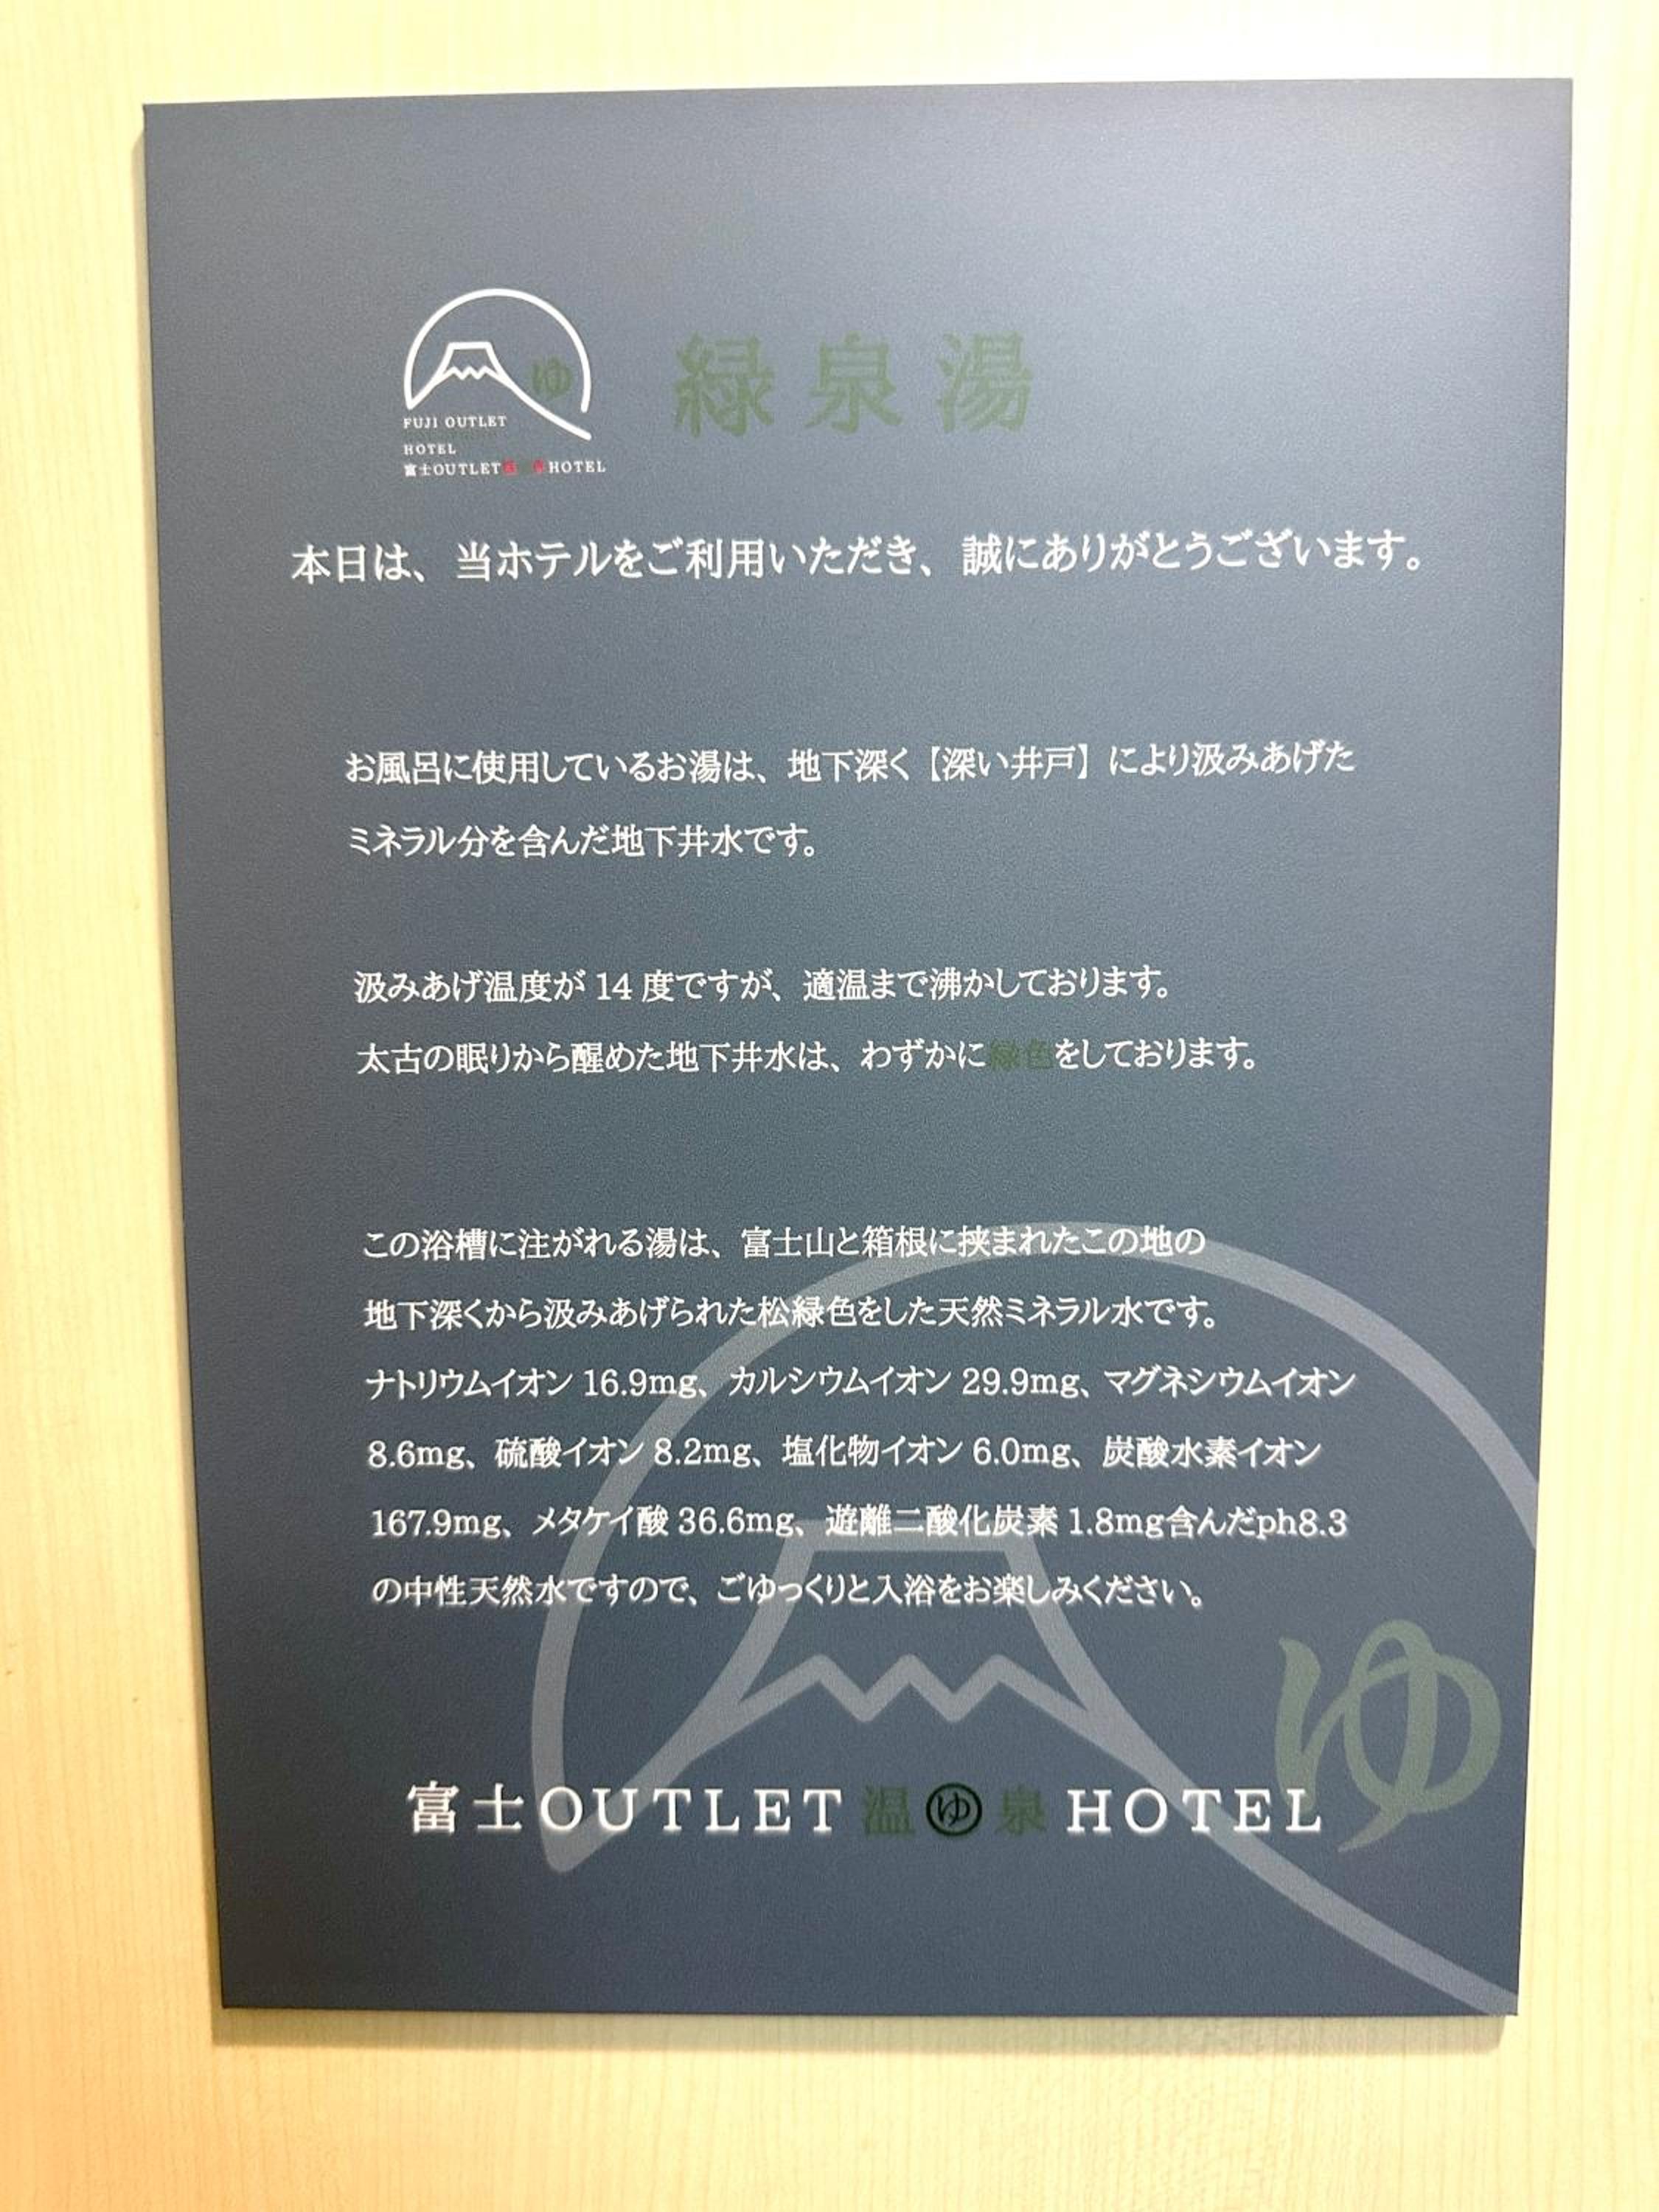 ゆ
FUJI OUTLET
HOTEL
富士OUTLET HOTEL
緑泉湯
本日は、当ホテルをご利用いただき、誠にありがとうございます。
お風呂に使用しているお湯は、地下深く【深い井戸】により汲みあげた
ミネラル分を含んだ地下井水です。
汲みあげ温度が 14 度ですが、適温まで沸かしております。
太古の眠りから醒めた地下井水は、わずかに緑色をしております。
この浴槽に注がれる湯は、富士山と箱根に挟まれたこの地の
地下深くから汲みあげられた松緑色をした天然ミネラル水です。
ナトリウムイオン 16.9mg、カルシウムイオン 29.9mg、マグネシウムイオン
8.6mg、硫酸イオン 8.2mg、塩化物イオン 6.0mg、炭酸水素イオン
167.9mg、メタケイ酸 36.6mg、遊離二酸化炭素 1.8mg含んだph8.3
の中性天然水ですので、ごゆっくりと入浴をお楽しみください。
ゆ
富士OUTLET 温 ゆ 泉 HOTEL